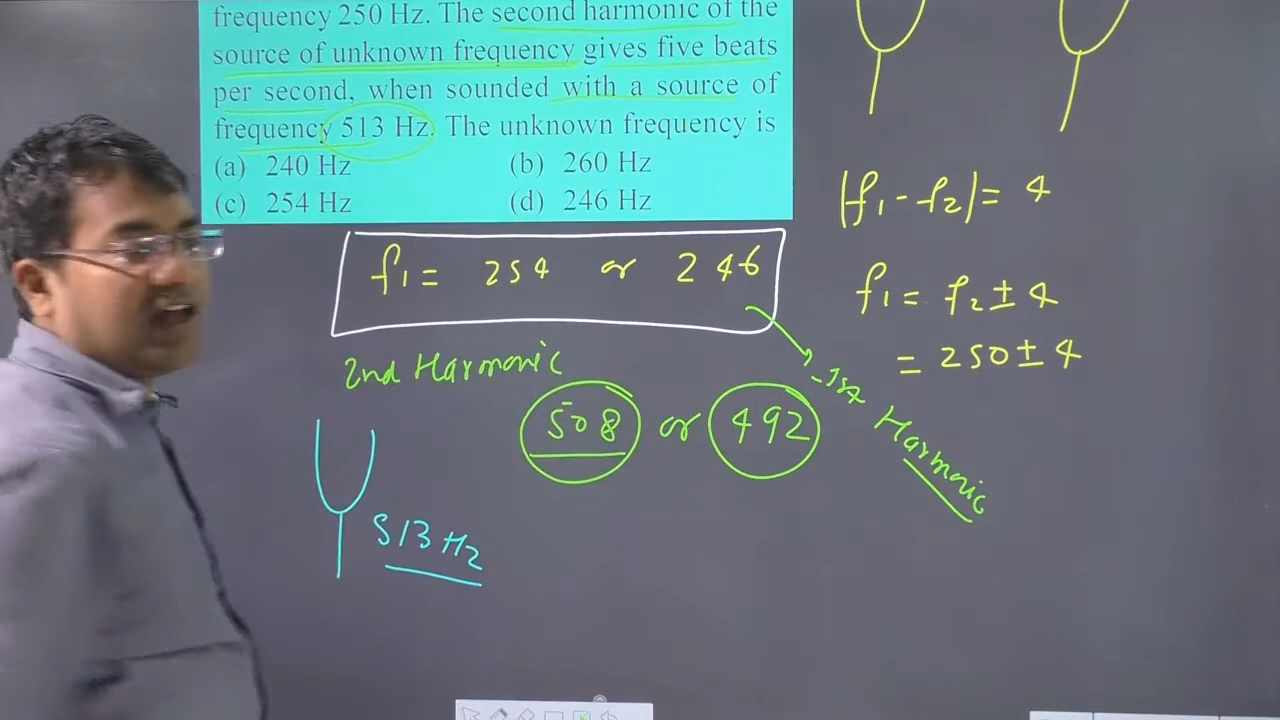 frequency 250 Hz. The second harmonic of the
source of unknown frequency gives five beats
per second, when sounded with a source of
frequency 513 Hz. The unknown frequency is
(a) 240 Hz (b) 260 Hz
(c) 254 Hz (d) 246 Hz
|f1 - f2| = 4
f1 = f2 ± 4
= 250 ± 4
f1 = 254 or 246
2nd Harmonic
508 or 492
1st Harmonic
513 Hz